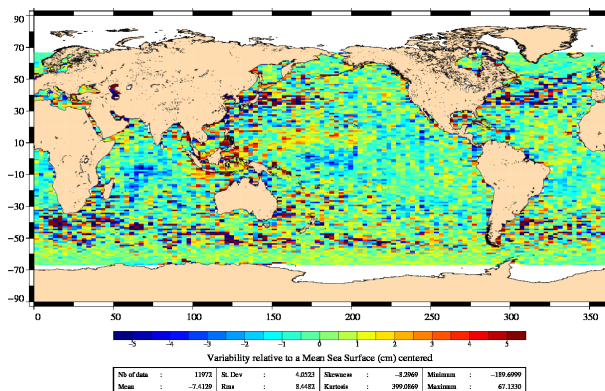 90
70
50
30
10
−10
−30
−50
−70
−90
0 50 100 150 200 250 300 350
−5 −4 −3 −2 −1 0 1 2 3 4 5
Variability relative to a Mean Sea Surface (cm) centered
Nb of data : 11972 St. Dev : 4.0523 Skewness : −8.2969 Minimum : −189.6999
Mean : −7.4129 Rms : 8.4482 Kurtosis : 399.0869 Maximum : 67.1330